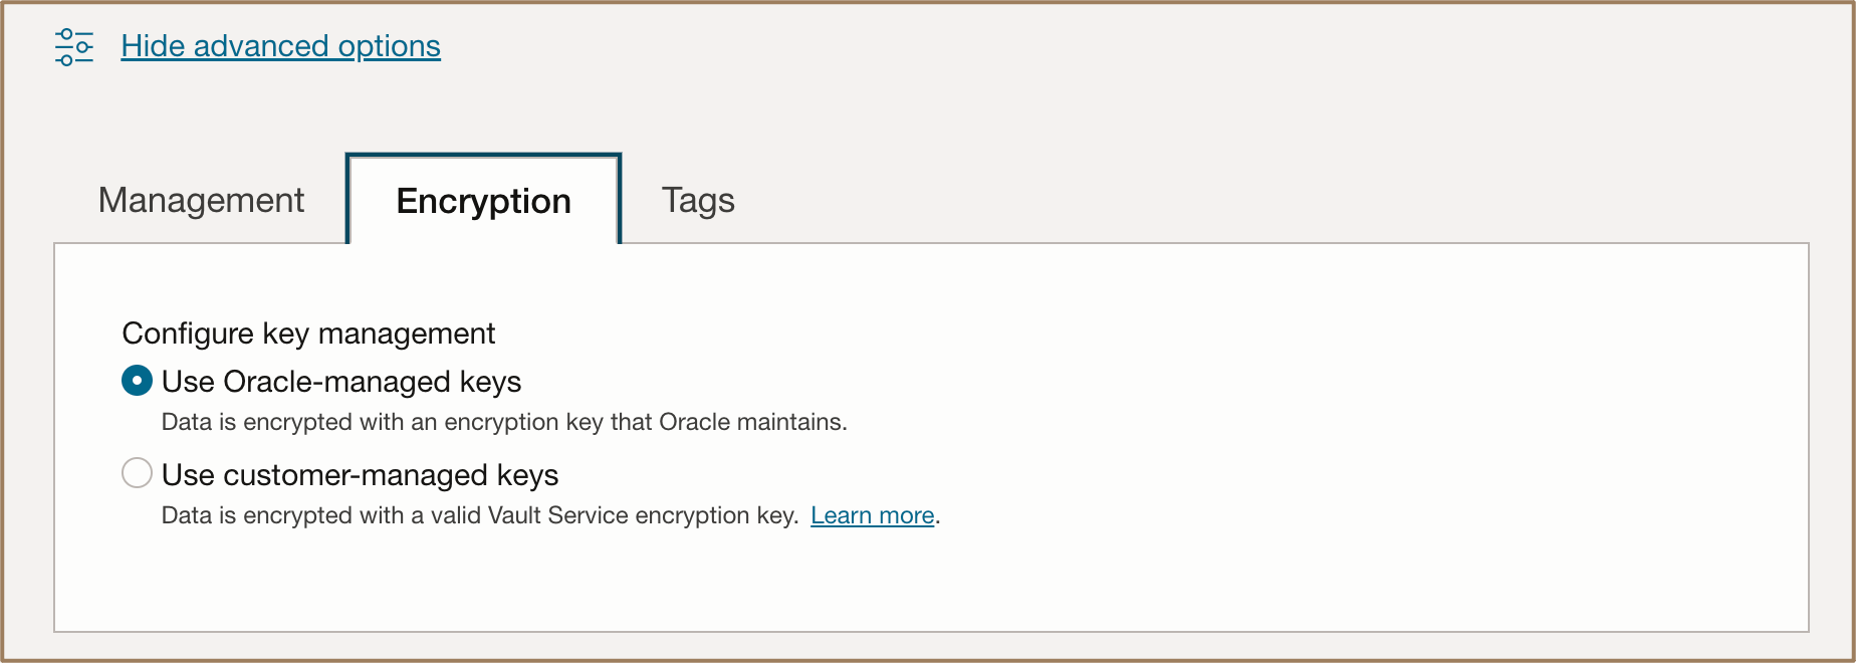 Hide advanced options
Management Encryption Tags
Configure key management
Use Oracle-managed keys
Data is encrypted with an encryption key that Oracle maintains.
Use customer-managed keys
Data is encrypted with a valid Vault Service encryption key. Learn more.